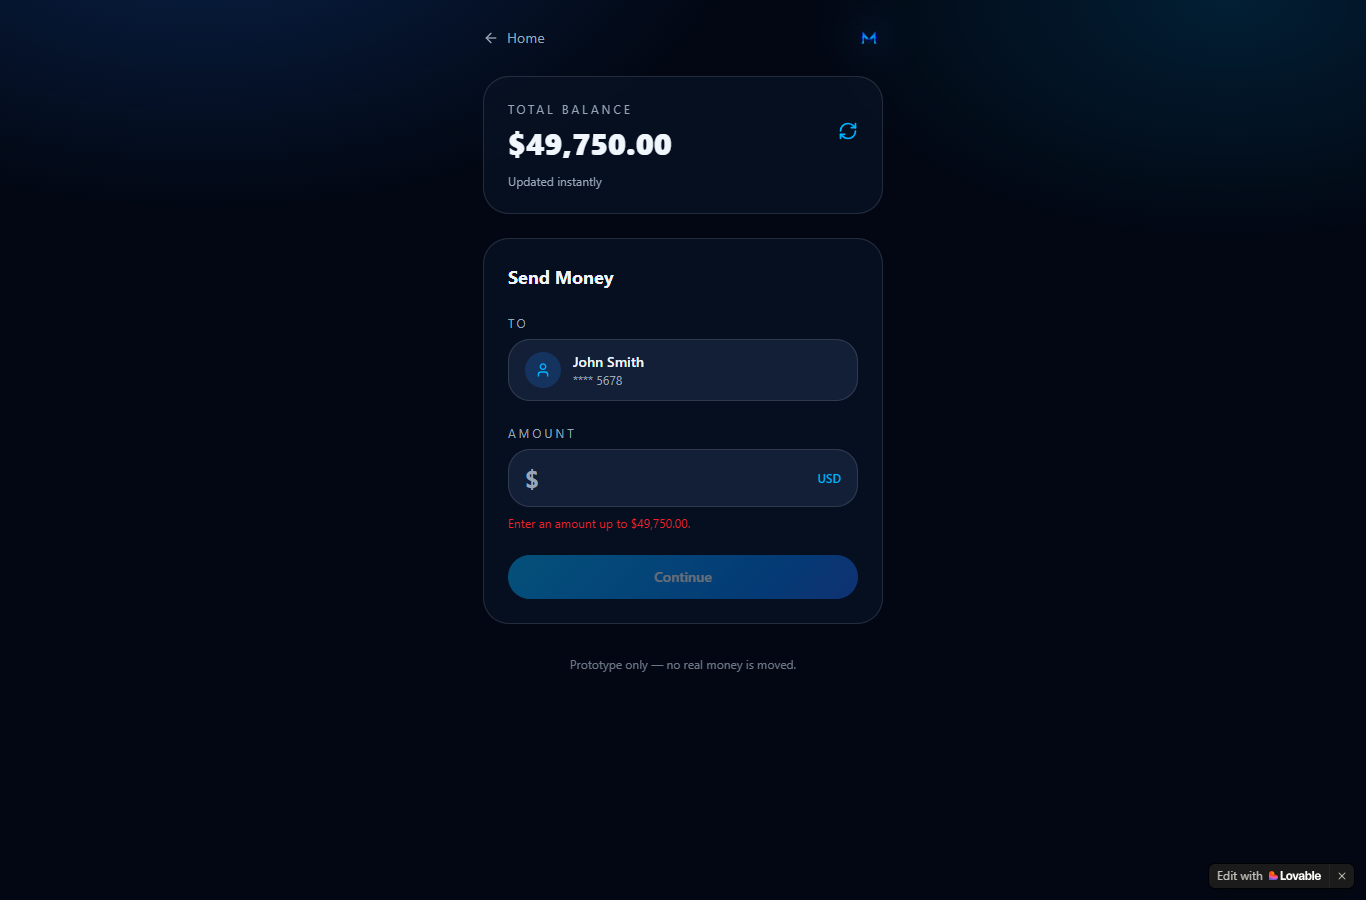 Home
TOTAL BALANCE
$49,750.00
Updated instantly
Send Money
TO
John Smith
**** 5678
AMOUNT
$
USD
Enter an amount up to $49,750.00.
Continue
Prototype only — no real money is moved.
Edit with Lovable